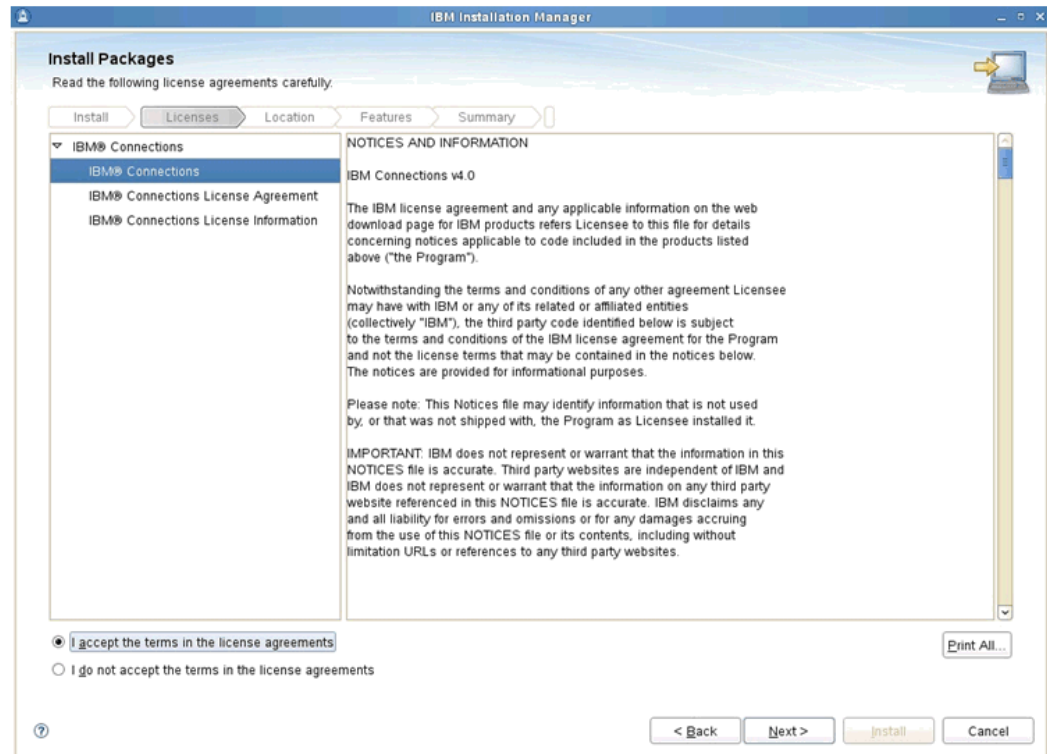 IBM Installation Manager
Install Packages
Read the following license agreements carefully.
Install Licenses Location Features Summary
IBM® Connections
IBM® Connections
IBM® Connections License Agreement
IBM® Connections License Information
NOTICES AND INFORMATION
IBM Connections v4.0
The IBM license agreement and any applicable information on the web
download page for IBM products refers Licensee to this file for details
concerning notices applicable to code included in the products listed
above ("the Program").
Notwithstanding the terms and conditions of any other agreement Licensee
may have with IBM or any of its related or affiliated entities
(collectively "IBM"), the third party code identified below is subject
to the terms and conditions of the IBM license agreement for the Program
and not the license terms that may be contained in the notices below.
The notices are provided for informational purposes.
Please note: This Notices file may identify information that is not used
by, or that was not shipped with, the Program as Licensee installed it.
IMPORTANT: IBM does not represent or warrant that the information in this
NOTICES file is accurate. Third party websites are independent of IBM and
IBM does not represent or warrant that the information on any third party
website referenced in this NOTICES file is accurate. IBM disclaims any
and all liability for errors and omissions or for any damages accruing
from the use of this NOTICES file or its contents, including without
limitation URLs or references to any third party websites.
I accept the terms in the license agreements
Print All...
I do not accept the terms in the license agreements
? < Back Next > Install Cancel